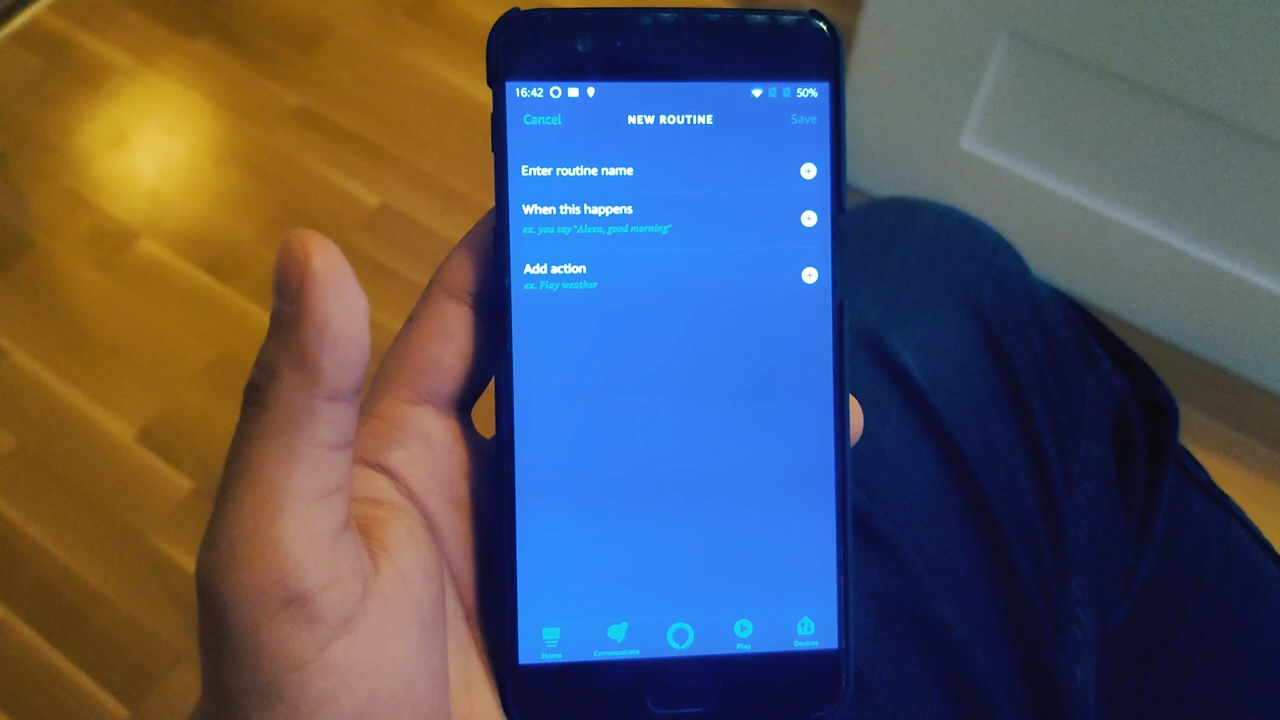 16:42 50%
Cancel NEW ROUTINE Save
Enter routine name
When this happens
ex. you say "Alexa, good morning"
Add action
ex. Play weather
Home Communicate Play Devices